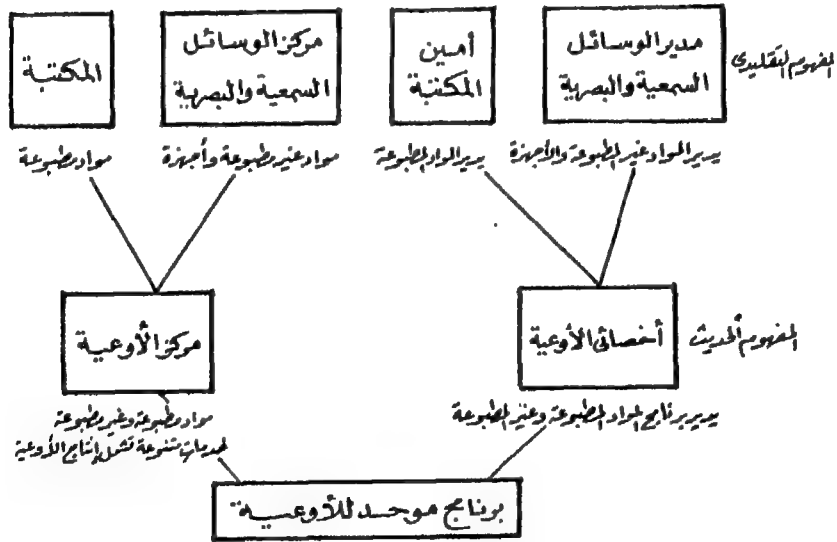 المفهوم التقليدى
مدير الوسائل
السمعية والبصرية
أمين
المكتبة
مركز الوسائل
السمعية والبصرية
المكتبة
يدير المواد غير المطبوعة والأجهزة
يدير المواد المطبوعة
مواد غير مطبوعة وأجهزة
مواد مطبوعة
المفهوم الحديث
أخصائى الأوعية
مركز الأوعية
يدير برنامج المواد المطبوعة وغير المطبوعة
مواد مطبوعة وغير مطبوعة
خدمات متنوعة تشمل إنتاج الأوعية
برنامج موحد للأوعية